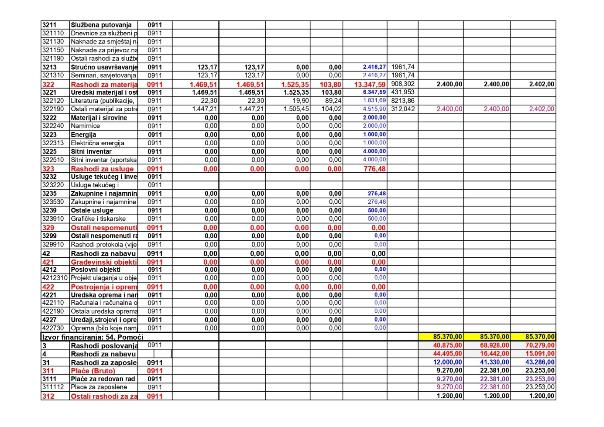 3211 Službena putovanja 0911
321110 Dnevnice za službeni p 0911
321130 Naknade za smještaj na 0911
321150 Naknade za prijevoz na 0911
321190 Ostali rashodi za službe 0911
3213 Stručno usavršavanje 0911 123,17 123,17 0,00 0,00 2.416,27 1961,74
321310 Seminari, savjetovanja 0911 123,17 123,17 0,00 0,00 2.416,27 1961,74
322 Rashodi za materija 0911 1.469,51 1.469,51 1.525,35 103,80 13.347,59 908,302 2.400,00 2.400,00 2.402,00
3221 Uredski materijal i ost 0911 1.469,51 1.469,51 1.525,35 103,80 6.347,59 431,953
322120 Literatura (publikacije, 0911 22,30 22,30 19,90 89,24 1.831,69 8213,86
322190 Ostali materijal za potre 0911 1.447,21 1.447,21 1.505,45 104,02 4.515,90 312,042 2.400,00 2.400,00 2.402,00
3222 Materijal i sirovine 0911 0,00 0,00 0,00 0,00 2.000,00
322240 Namirnice 0911 0,00 0,00 0,00 0,00 2.000,00
3223 Energija 0911 0,00 0,00 0,00 0,00 1.000,00
322313 Električna energija 0911 0,00 0,00 0,00 0,00 1.000,00
3225 Sitni inventar 0911 0,00 0,00 0,00 0,00 4.000,00
322510 Sitni inventar (sportska 0911 0,00 0,00 0,00 0,00 4.000,00
323 Rashodi za usluge 0911 0,00 0,00 0,00 0,00 776,48
3232 Usluge tekućeg i inve 0911
323220 Usluge tekućeg i 0911
3235 Zakupnine i najamnin 0911 0,00 0,00 0,00 0,00 276,48
323530 Zakupnine i najamnine 0911 0,00 0,00 0,00 0,00 276,48
3239 Ostale usluge 0911 0,00 0,00 0,00 0,00 500,00
323910 Grafičke i tiskarske 0911 0,00 0,00 0,00 0,00 500,00
329 Ostali nespomenuti 0911 0,00 0,00 0,00 0,00 0,00
3299 Ostali nespomenuti ra 0911 0,00 0,00 0,00 0,00 0,00
329910 Rashodi protokola (vije 0911 0,00 0,00 0,00 0,00 0,00
42 Rashodi za nabavu 0911 0,00 0,00 0,00 0,00 0,00
421 Građevinski objekti 0911 0,00 0,00 0,00 0,00 0,00
4212 Poslovni objekti 0911 0,00 0,00 0,00 0,00 0,00
4212310 Projekt ulaganja u obje 0911 0,00 0,00 0,00 0,00 0,00
422 Postrojenja i oprem 0911 0,00 0,00 0,00 0,00 0,00
4221 Uredska oprema i nam 0911 0,00 0,00 0,00 0,00 0,00
422110 Računala i računalna o 0911 0,00 0,00 0,00 0,00 0,00
422190 Ostala uredska oprema 0911 0,00 0,00 0,00 0,00 0,00
4227 Uređaji,strojevi i opre 0911 0,00 0,00 0,00 0,00 0,00
422730 Oprema (bilo koje nam 0911 0,00 0,00 0,00 0,00 0,00
Izvor financiranja: 54, Pomoći 85.370,00 85.370,00 85.370,00
3 Rashodi poslovanja 0911 40.875,00 68.928,00 70.279,00
4 Rashodi za nabavu 44.495,00 16.442,00 15.091,00
31 Rashodi za zaposle 0911 12.000,00 41.330,00 43.286,00
311 Plaće (Bruto) 0911 9.270,00 22.381,00 23.253,00
3111 Plaće za redovan rad 0911 9.270,00 22.381,00 23.253,00
311112 Plaće za zaposlene 0911 9.270,00 22.381,00 23.253,00
312 Ostali rashodi za za 0911 1.200,00 1.200,00 1.200,00